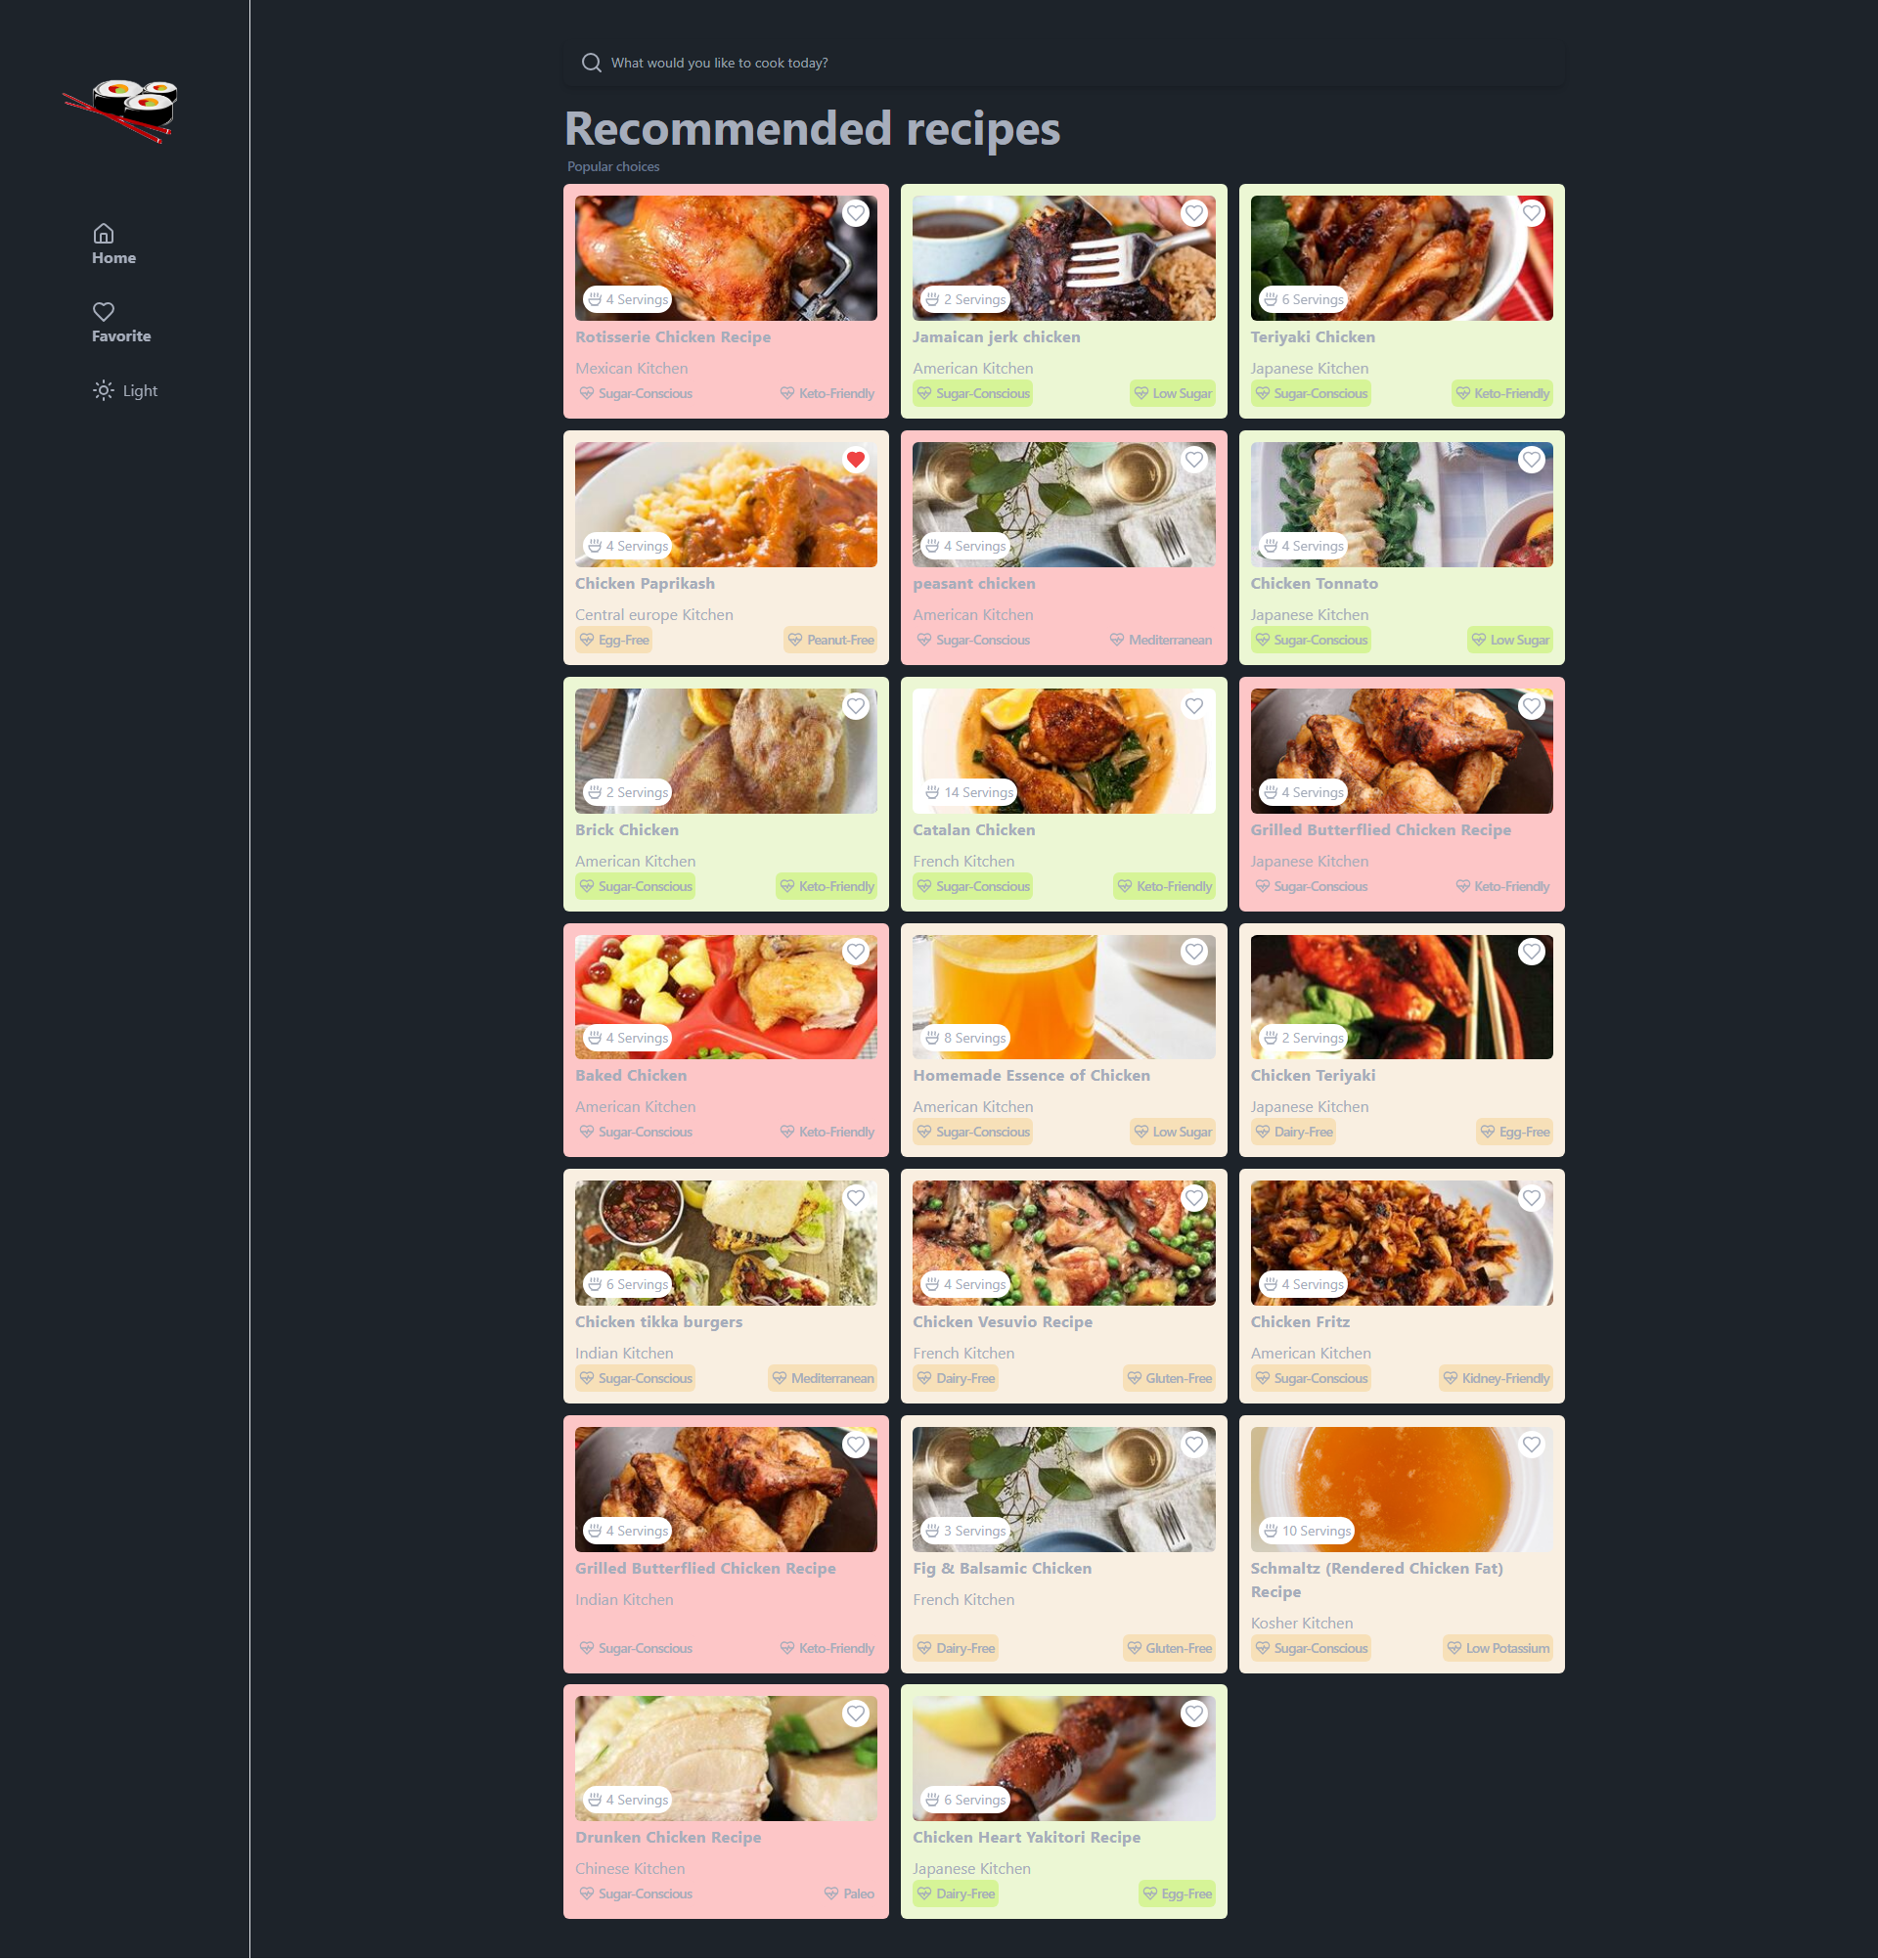 What would you like to cook today?
Recommended recipes
Popular choices
Home
Favorite
Light
4 Servings
Rotisserie Chicken Recipe
Mexican Kitchen
Sugar-Conscious
Keto-Friendly
2 Servings
Jamaican jerk chicken
American Kitchen
Sugar-Conscious
Low Sugar
6 Servings
Teriyaki Chicken
Japanese Kitchen
Sugar-Conscious
Keto-Friendly
4 Servings
Chicken Paprikash
Central europe Kitchen
Egg-Free
Peanut-Free
4 Servings
peasant chicken
American Kitchen
Sugar-Conscious
Mediterranean
4 Servings
Chicken Tonnato
Japanese Kitchen
Sugar-Conscious
Low Sugar
2 Servings
Brick Chicken
American Kitchen
Sugar-Conscious
Keto-Friendly
14 Servings
Catalan Chicken
French Kitchen
Sugar-Conscious
Keto-Friendly
4 Servings
Grilled Butterflied Chicken Recipe
Japanese Kitchen
Sugar-Conscious
Keto-Friendly
4 Servings
Baked Chicken
American Kitchen
Sugar-Conscious
Keto-Friendly
8 Servings
Homemade Essence of Chicken
American Kitchen
Sugar-Conscious
Low Sugar
2 Servings
Chicken Teriyaki
Japanese Kitchen
Dairy-Free
Egg-Free
6 Servings
Chicken tikka burgers
Indian Kitchen
Sugar-Conscious
Mediterranean
4 Servings
Chicken Vesuvio Recipe
French Kitchen
Dairy-Free
Gluten-Free
4 Servings
Chicken Fritz
American Kitchen
Sugar-Conscious
Kidney-Friendly
4 Servings
Grilled Butterflied Chicken Recipe
Indian Kitchen
Sugar-Conscious
Keto-Friendly
3 Servings
Fig & Balsamic Chicken
French Kitchen
Dairy-Free
Gluten-Free
10 Servings
Schmaltz (Rendered Chicken Fat)
Recipe
Kosher Kitchen
Sugar-Conscious
Low Potassium
4 Servings
Drunken Chicken Recipe
Chinese Kitchen
Sugar-Conscious
Paleo
6 Servings
Chicken Heart Yakitori Recipe
Japanese Kitchen
Dairy-Free
Egg-Free